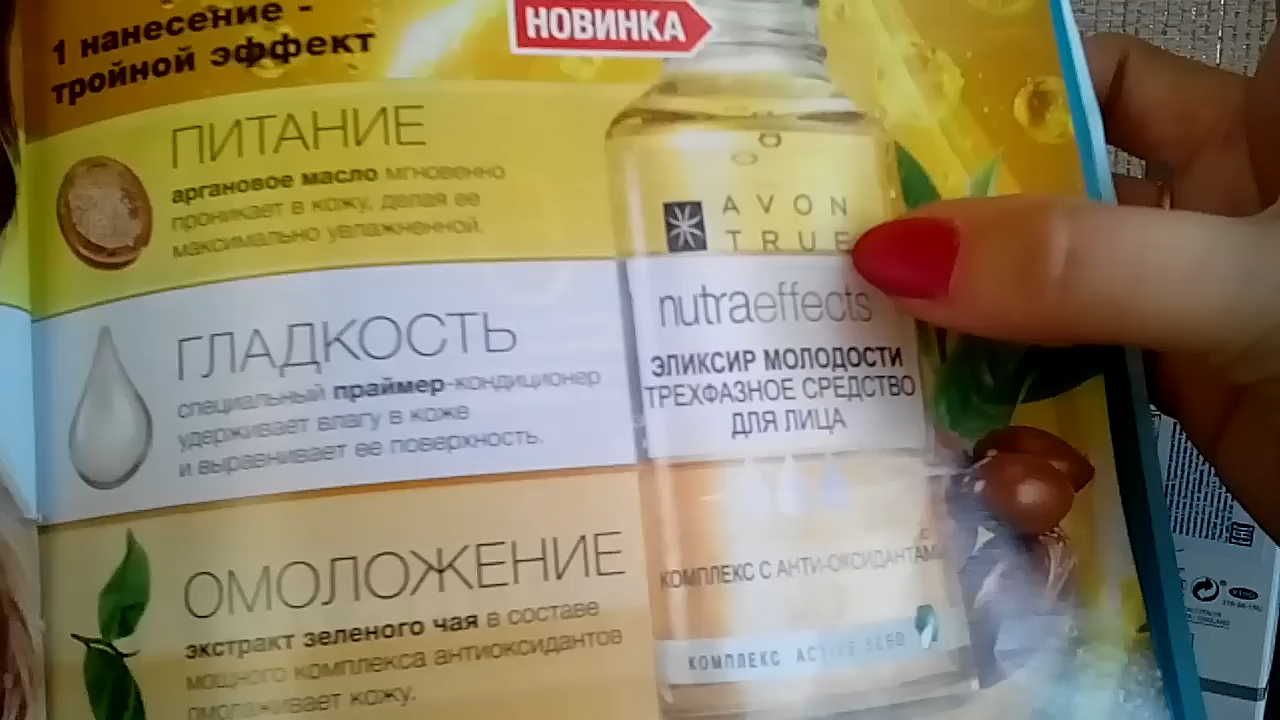 1 нанесение -
тройной эффект
НОВИНКА
ПИТАНИЕ
аргановое масло мгновенно
проникает в кожу, делая ее
максимально увлажненной.
ГЛАДКОСТЬ
специальный праймер-кондиционер
удерживает влагу в коже
и выравнивает ее поверхность.
ОМОЛОЖЕНИЕ
экстракт зеленого чая в составе
мощного комплекса антиоксидантов
омолаживает кожу.
AVON
TRUE
nutraeffects
ЭЛИКСИР МОЛОДОСТИ
ТРЕХФАЗНОЕ СРЕДСТВО
ДЛЯ ЛИЦА
КОМПЛЕКС С АНТИ-ОКСИДАНТАМИ
КОМПЛЕКС ACTIVE SEED